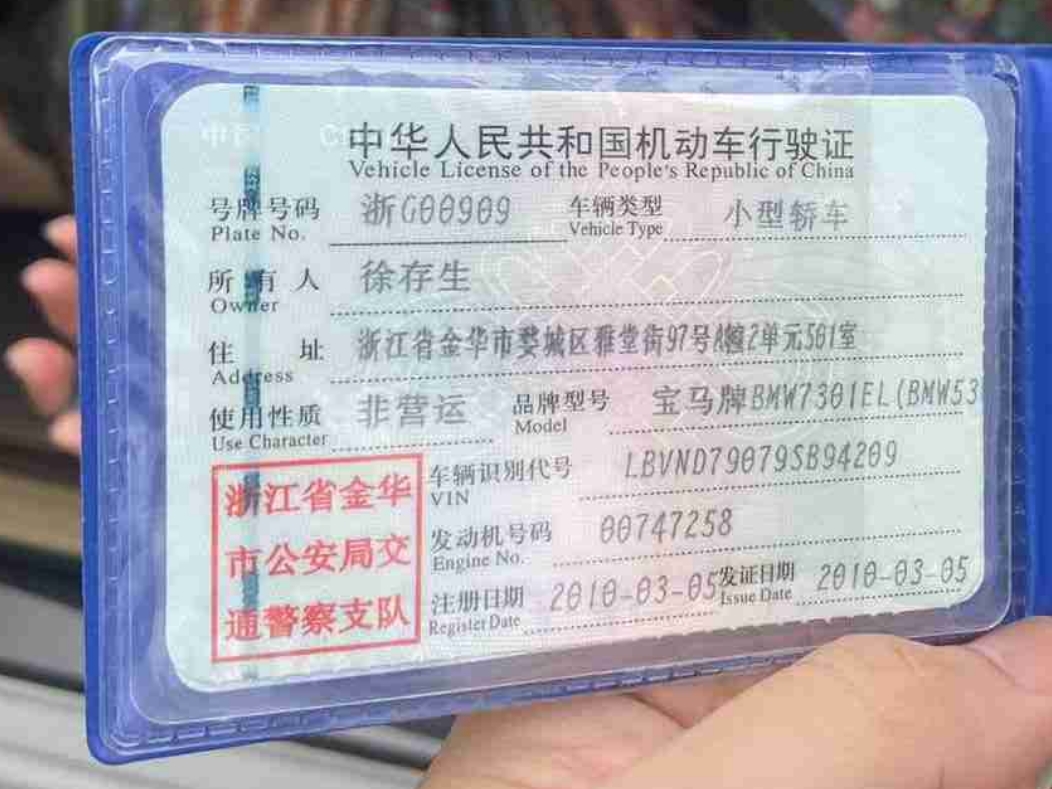 中华人民共和国机动车行驶证
Vehicle License of the People's Republic of China
号牌号码 浙G00909 车辆类型 小型轿车
Plate No. Vehicle Type
所有人 徐存生
Owner
住址 浙江省金华市婺城区雅堂街97号A幢2单元501室
Address
使用性质 非营运 品牌型号 宝马牌BMW7301EL(BMW53
Use Character Model
浙江省金华
市公安局交
通警察支队
车辆识别代号 LBVND79079SB94209
VIN
发动机号码 00747258
Engine No.
注册日期 2010-03-05 发证日期 2010-03-05
Register Date Issue Date